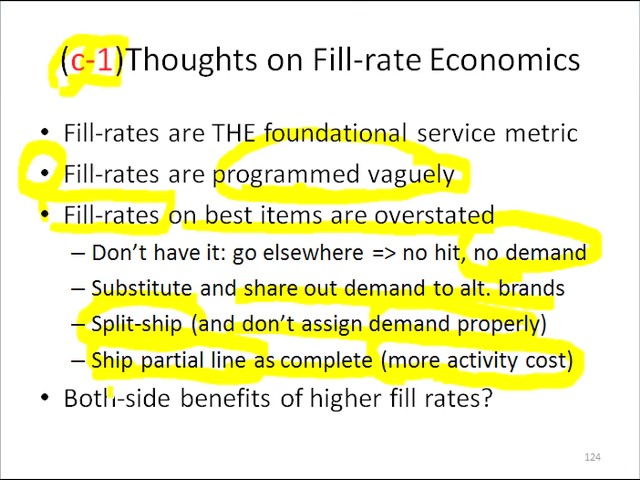 (c-1)Thoughts on Fill-rate Economics
• Fill-rates are THE foundational service metric
• Fill-rates are programmed vaguely
• Fill-rates on best items are overstated
– Don't have it: go elsewhere => no hit, no demand
– Substitute and share out demand to alt. brands
– Split-ship (and don't assign demand properly)
– Ship partial line as complete (more activity cost)
• Both-side benefits of higher fill rates?
124